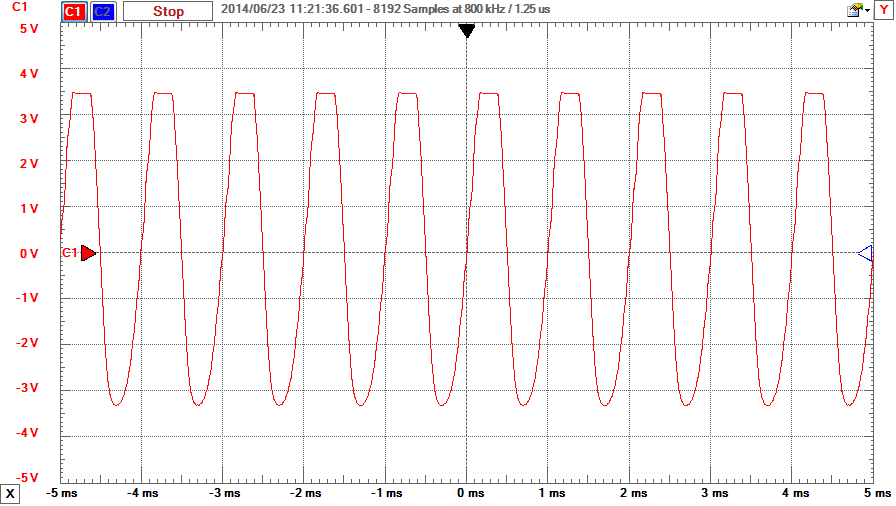 C1
C1 C2 Stop 2014/06/23 11:21:36.601 - 8192 Samples at 800 kHz / 1.25 us Y
5 V
4 V
3 V
2 V
1 V
0 V C1
-1 V
-2 V
-3 V
-4 V
-5 V
X -5 ms -4 ms -3 ms -2 ms -1 ms 0 ms 1 ms 2 ms 3 ms 4 ms 5 ms